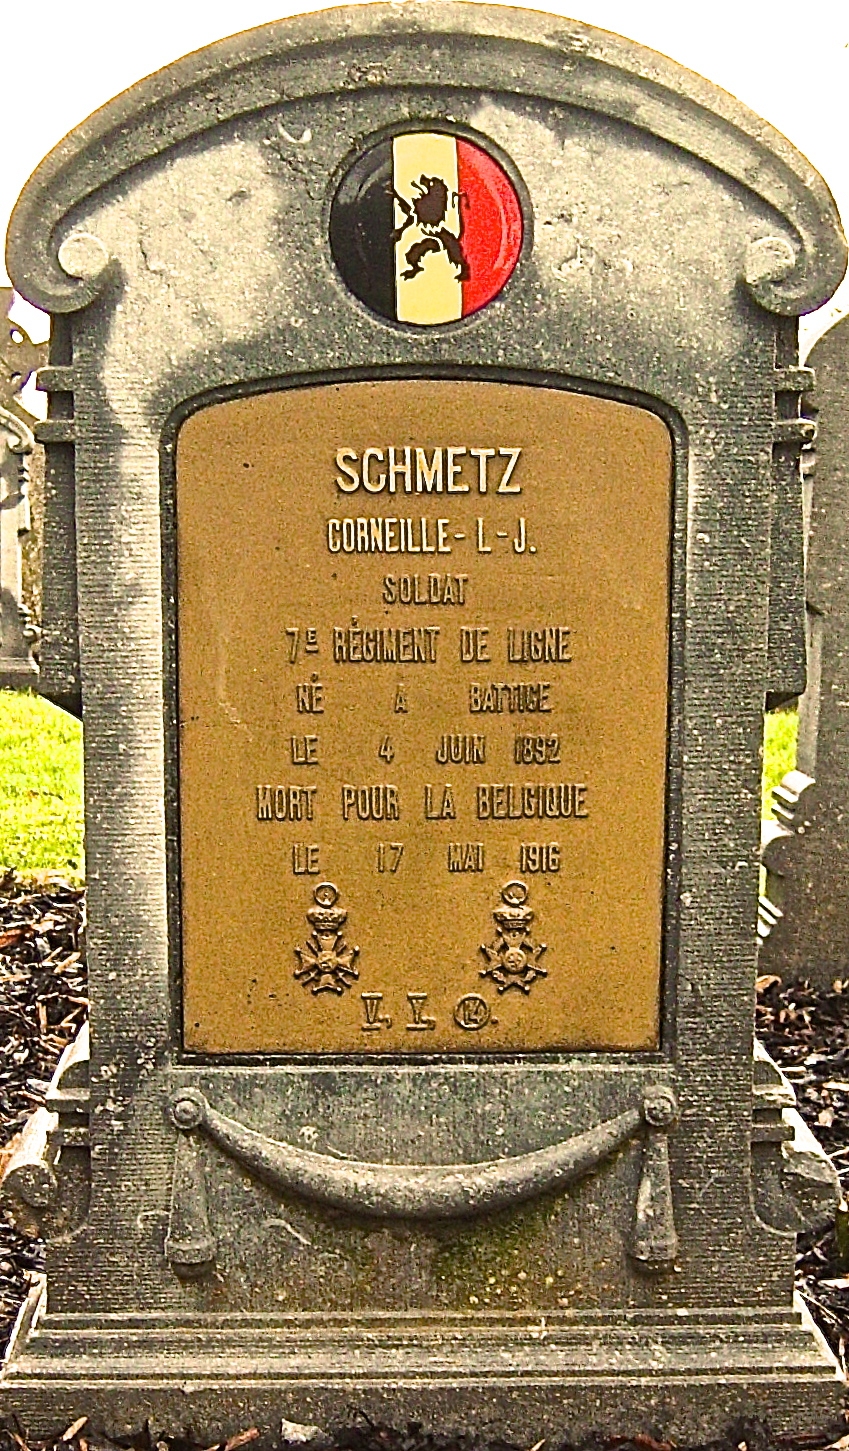 SCHMETZ
CORNEILLE-L-J.
SOLDAT
7E RÉGIMENT DE LIGNE
NÉ A BATTICE
LE 4 JUIN 1892
MORT POUR LA BELGIQUE
LE 17 MAI 1916
V. Y.